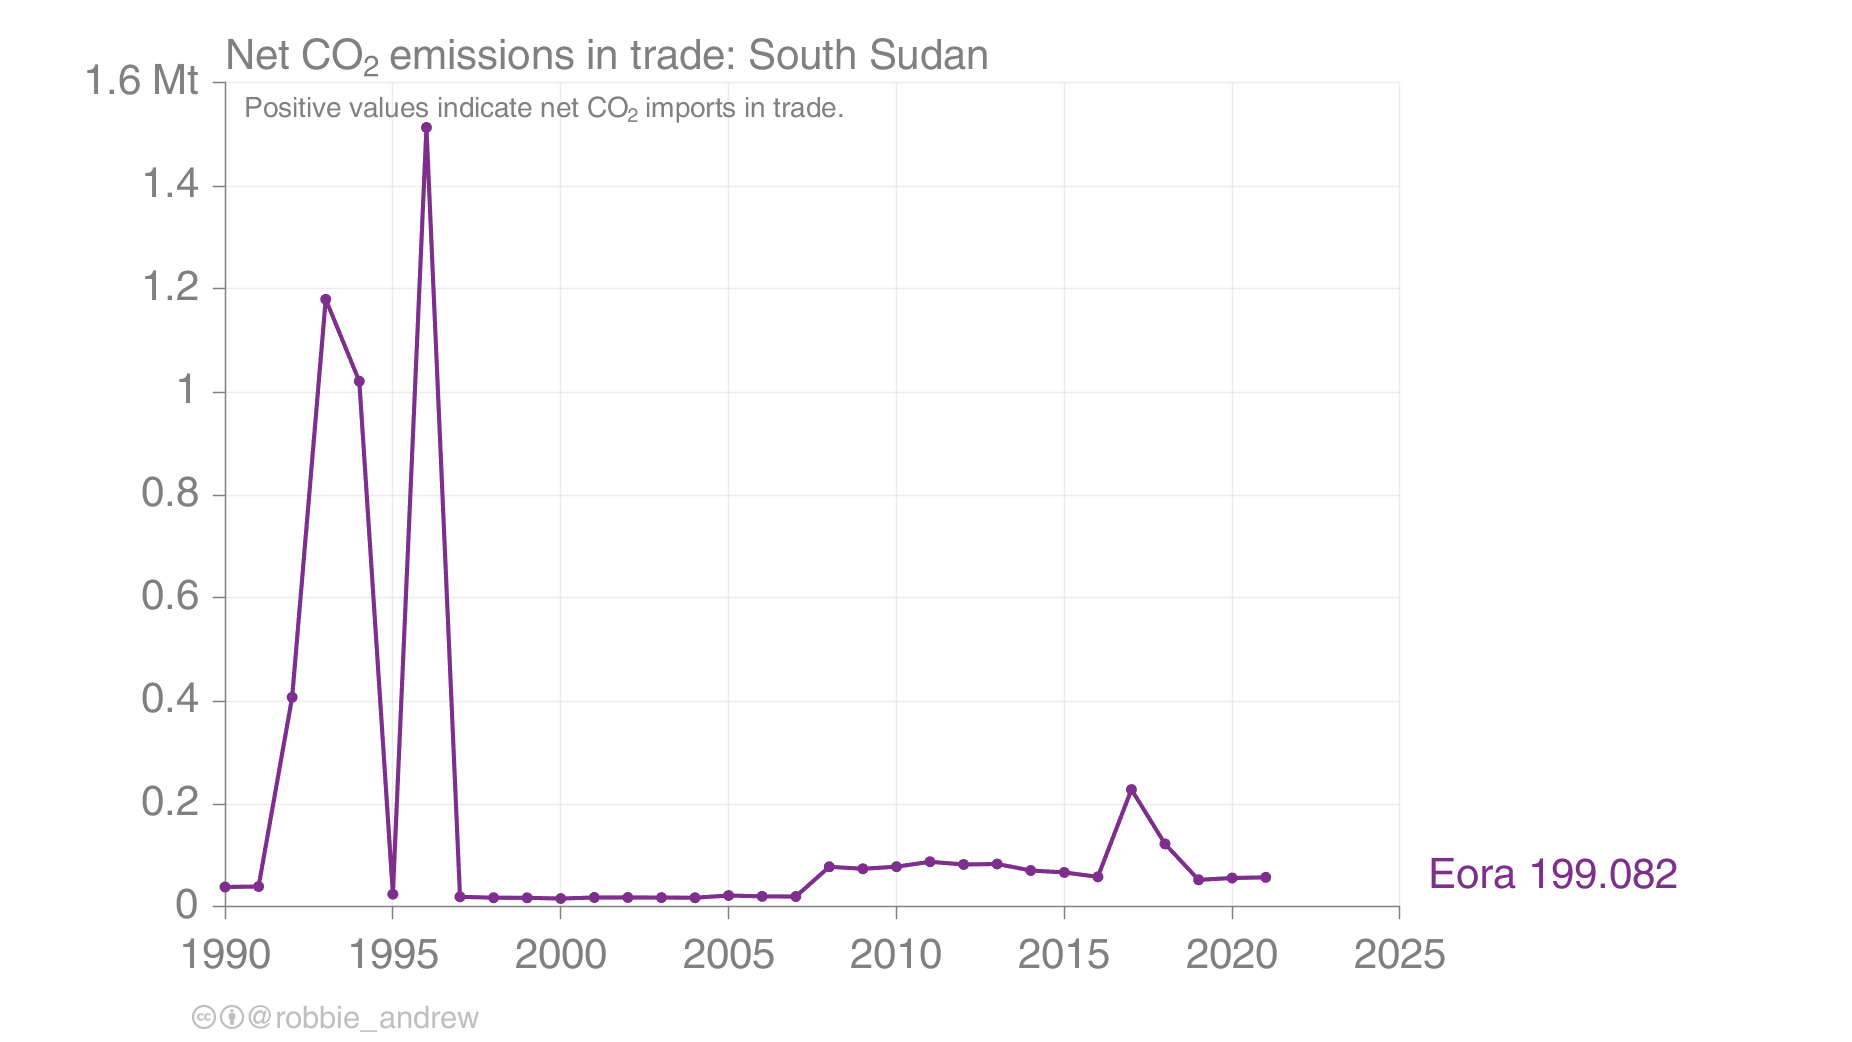 Net CO₂ emissions in trade: South Sudan
1.6 Mt
Positive values indicate net CO₂ imports in trade.
1.4
1.2
1
0.8
0.6
0.4
0.2
0
Eora 199.082
1990 1995 2000 2005 2010 2015 2020 2025
@robbie_andrew